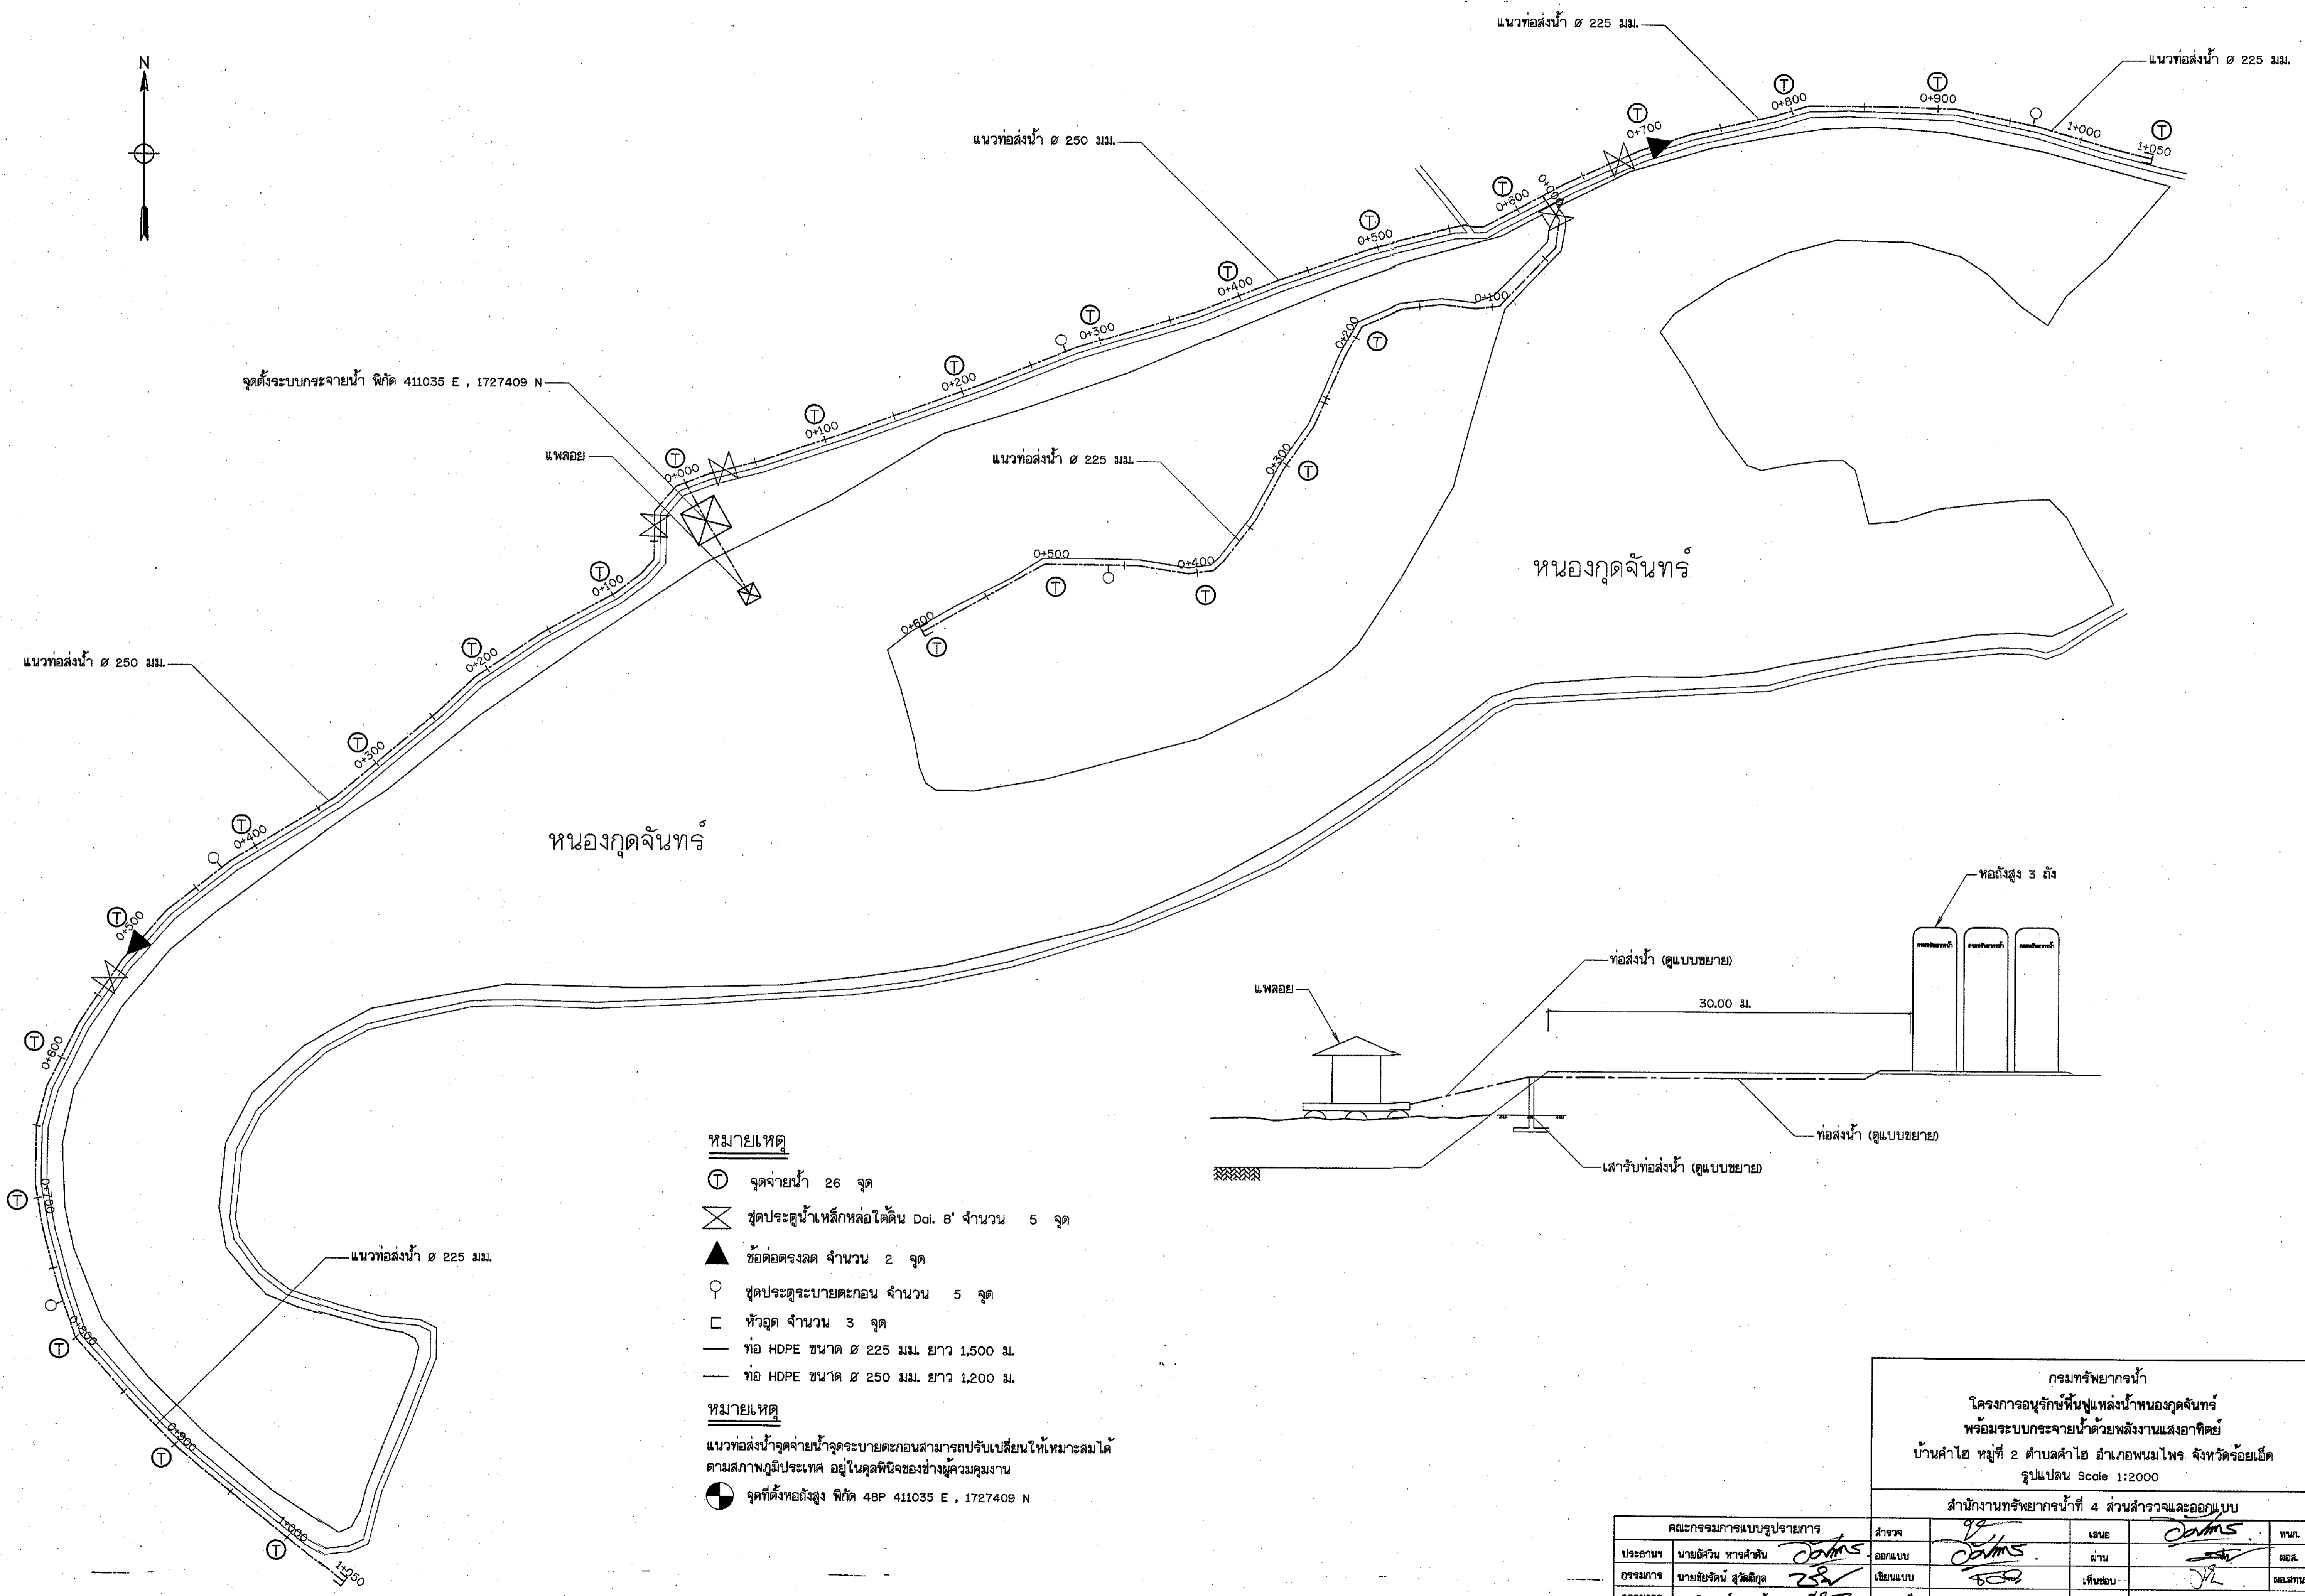 N
แนวท่อส่งน้ำ ø 225 มม.
แนวท่อส่งน้ำ ø 225 มม.
แนวท่อส่งน้ำ ø 250 มม.
T
0+700
T
0+800
T
0+900
1+000
T
1+050
T
0+600
0+000
T
0+500
T
0+400
T
0+300
T
0+200
T
0+100
T
0+000
จุดตั้งระบบกระจายน้ำ พิกัด 411035 E , 1727409 N
แพลอย
0+100
0+200
T
แนวท่อส่งน้ำ ø 225 มม.
0+300
T
0+400
T
0+500
T
0+600
T
หนองกุดจันทร์
T
0+100
T
0+200
แนวท่อส่งน้ำ ø 250 มม.
T
0+300
T
0+400
หนองกุดจันทร์
T
0+500
T
0+600
T
0+700
แนวท่อส่งน้ำ ø 225 มม.
T
0+800
T
0+900
T
1+000
1+050
หอถังสูง 3 ถัง
ท่อส่งน้ำ (ดูแบบขยาย)
แพลอย
30.00 ม.
ท่อส่งน้ำ (ดูแบบขยาย)
เสารับท่อส่งน้ำ (ดูแบบขยาย)
หมายเหตุ
T จุดจ่ายน้ำ 26 จุด
ชุดประตูน้ำเหล็กหล่อใต้ดิน Dai. 8" จำนวน 5 จุด
ข้อต่อตรงลด จำนวน 2 จุด
ชุดประตูระบายตะกอน จำนวน 5 จุด
หัวอุด จำนวน 3 จุด
ท่อ HDPE ขนาด ø 225 มม. ยาว 1,500 ม.
ท่อ HDPE ขนาด ø 250 มม. ยาว 1,200 ม.
หมายเหตุ
แนวท่อส่งน้ำจุดจ่ายน้ำจุดระบายตะกอนสามารถปรับเปลี่ยนให้เหมาะสมได้
ตามสภาพภูมิประเทศ อยู่ในดุลพินิจของช่างผู้ควบคุมงาน
จุดที่ตั้งหอถังสูง พิกัด 48P 411035 E , 1727409 N
กรมทรัพยากรน้ำ
โครงการอนุรักษ์ฟื้นฟูแหล่งน้ำหนองกุดจันทร์
พร้อมระบบกระจายน้ำด้วยพลังงานแสงอาทิตย์
บ้านคำไฮ หมู่ที่ 2 ตำบลคำไฮ อำเภอพนมไพร จังหวัดร้อยเอ็ด
รูปแปลน Scale 1:2000
สำนักงานทรัพยากรน้ำที่ 4 ส่วนสำรวจและออกแบบ
คณะกรรมการแบบรูปรายการ
สำรวจ
เสนอ
ผนก.
ประธานฯ นายอัศวิน หารคำตัน
ออกแบบ
ผ่าน
ผอส.
กรรมการ นายชัยรัตน์
เขียนแบบ
เห็นชอบ
ผอ.สทน.